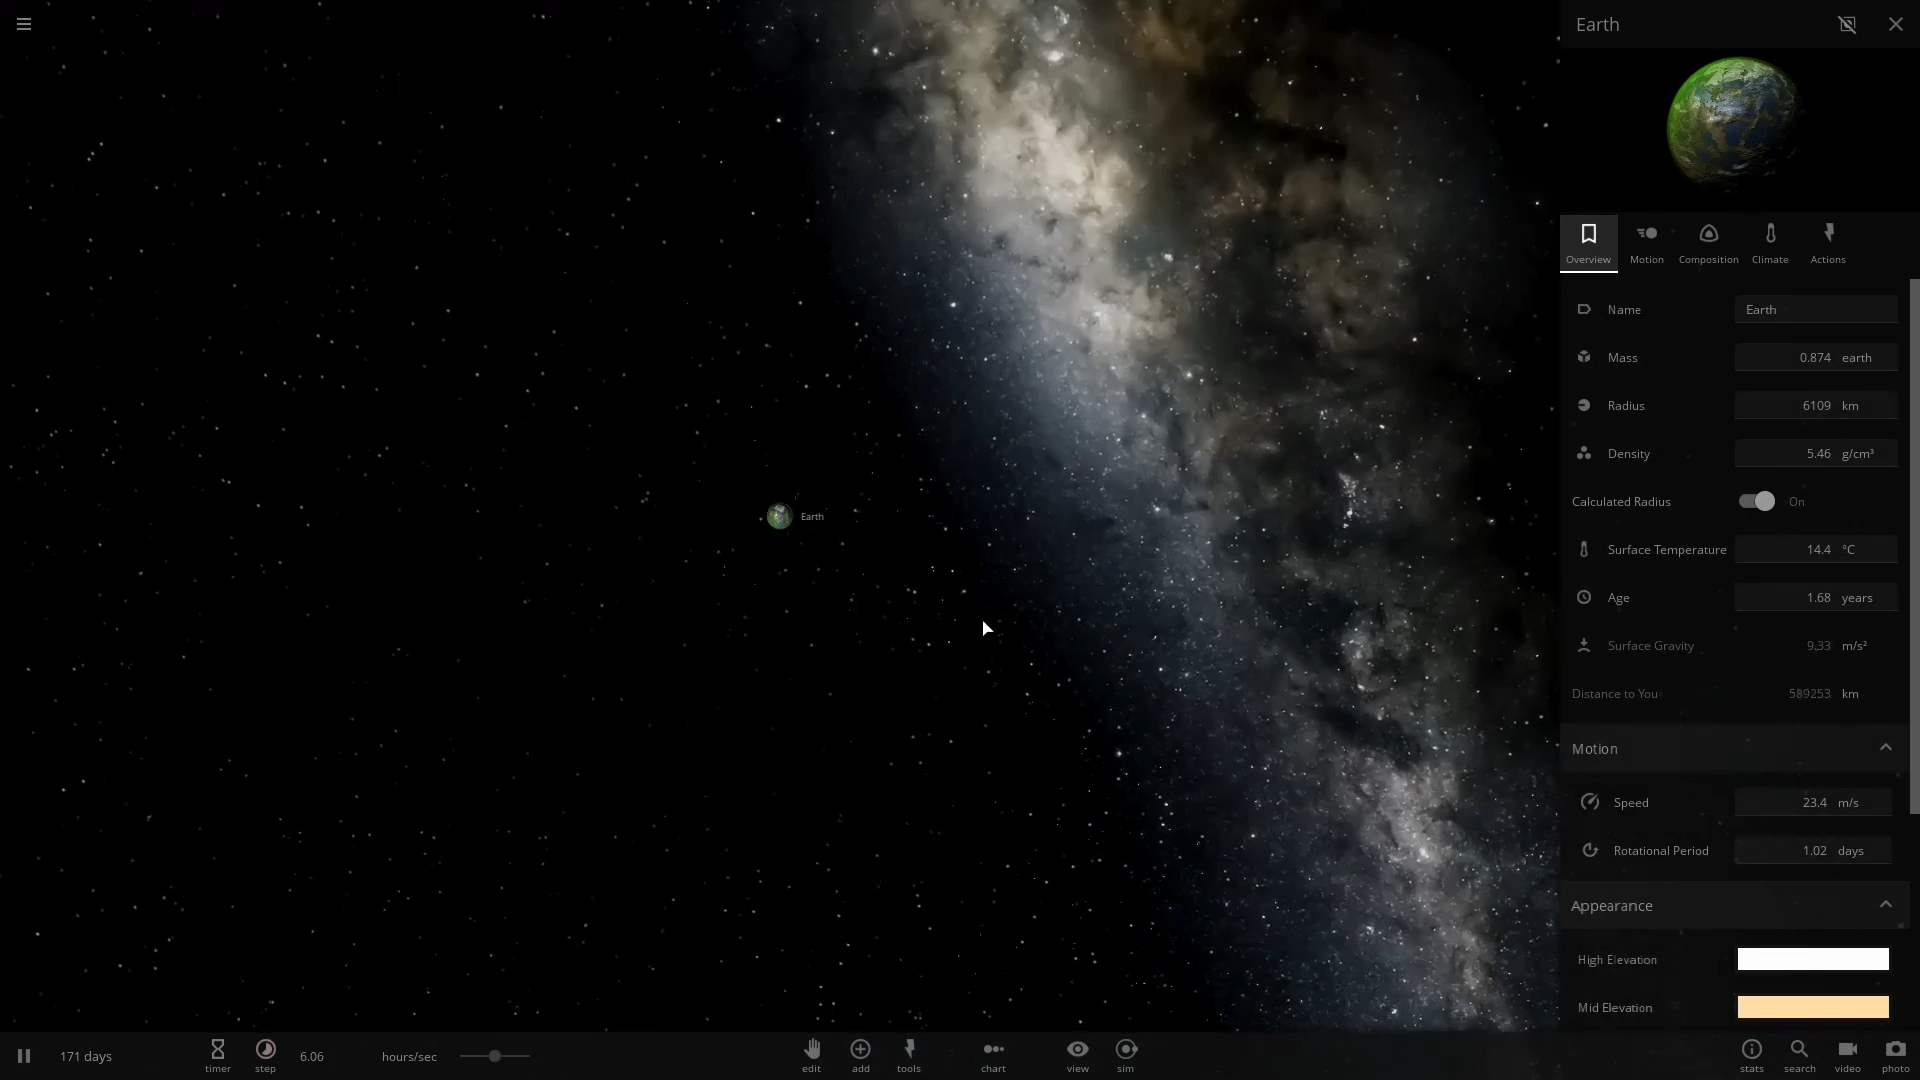 Earth
Overview Motion Composition Climate Actions
Name Earth
Mass 0.874 earth
Radius 6109 km
Density 5.46 g/cm³
Calculated Radius On
Surface Temperature 14.4 °C
Age 1.68 years
Surface Gravity 9.33 m/s²
Distance to You 589253 km
Motion
Speed 23.4 m/s
Rotational Period 1.02 days
Appearance
High Elevation
Mid Elevation
Earth
171 days timer step 6.06 hours/sec edit add tools chart view sim stats search video photo